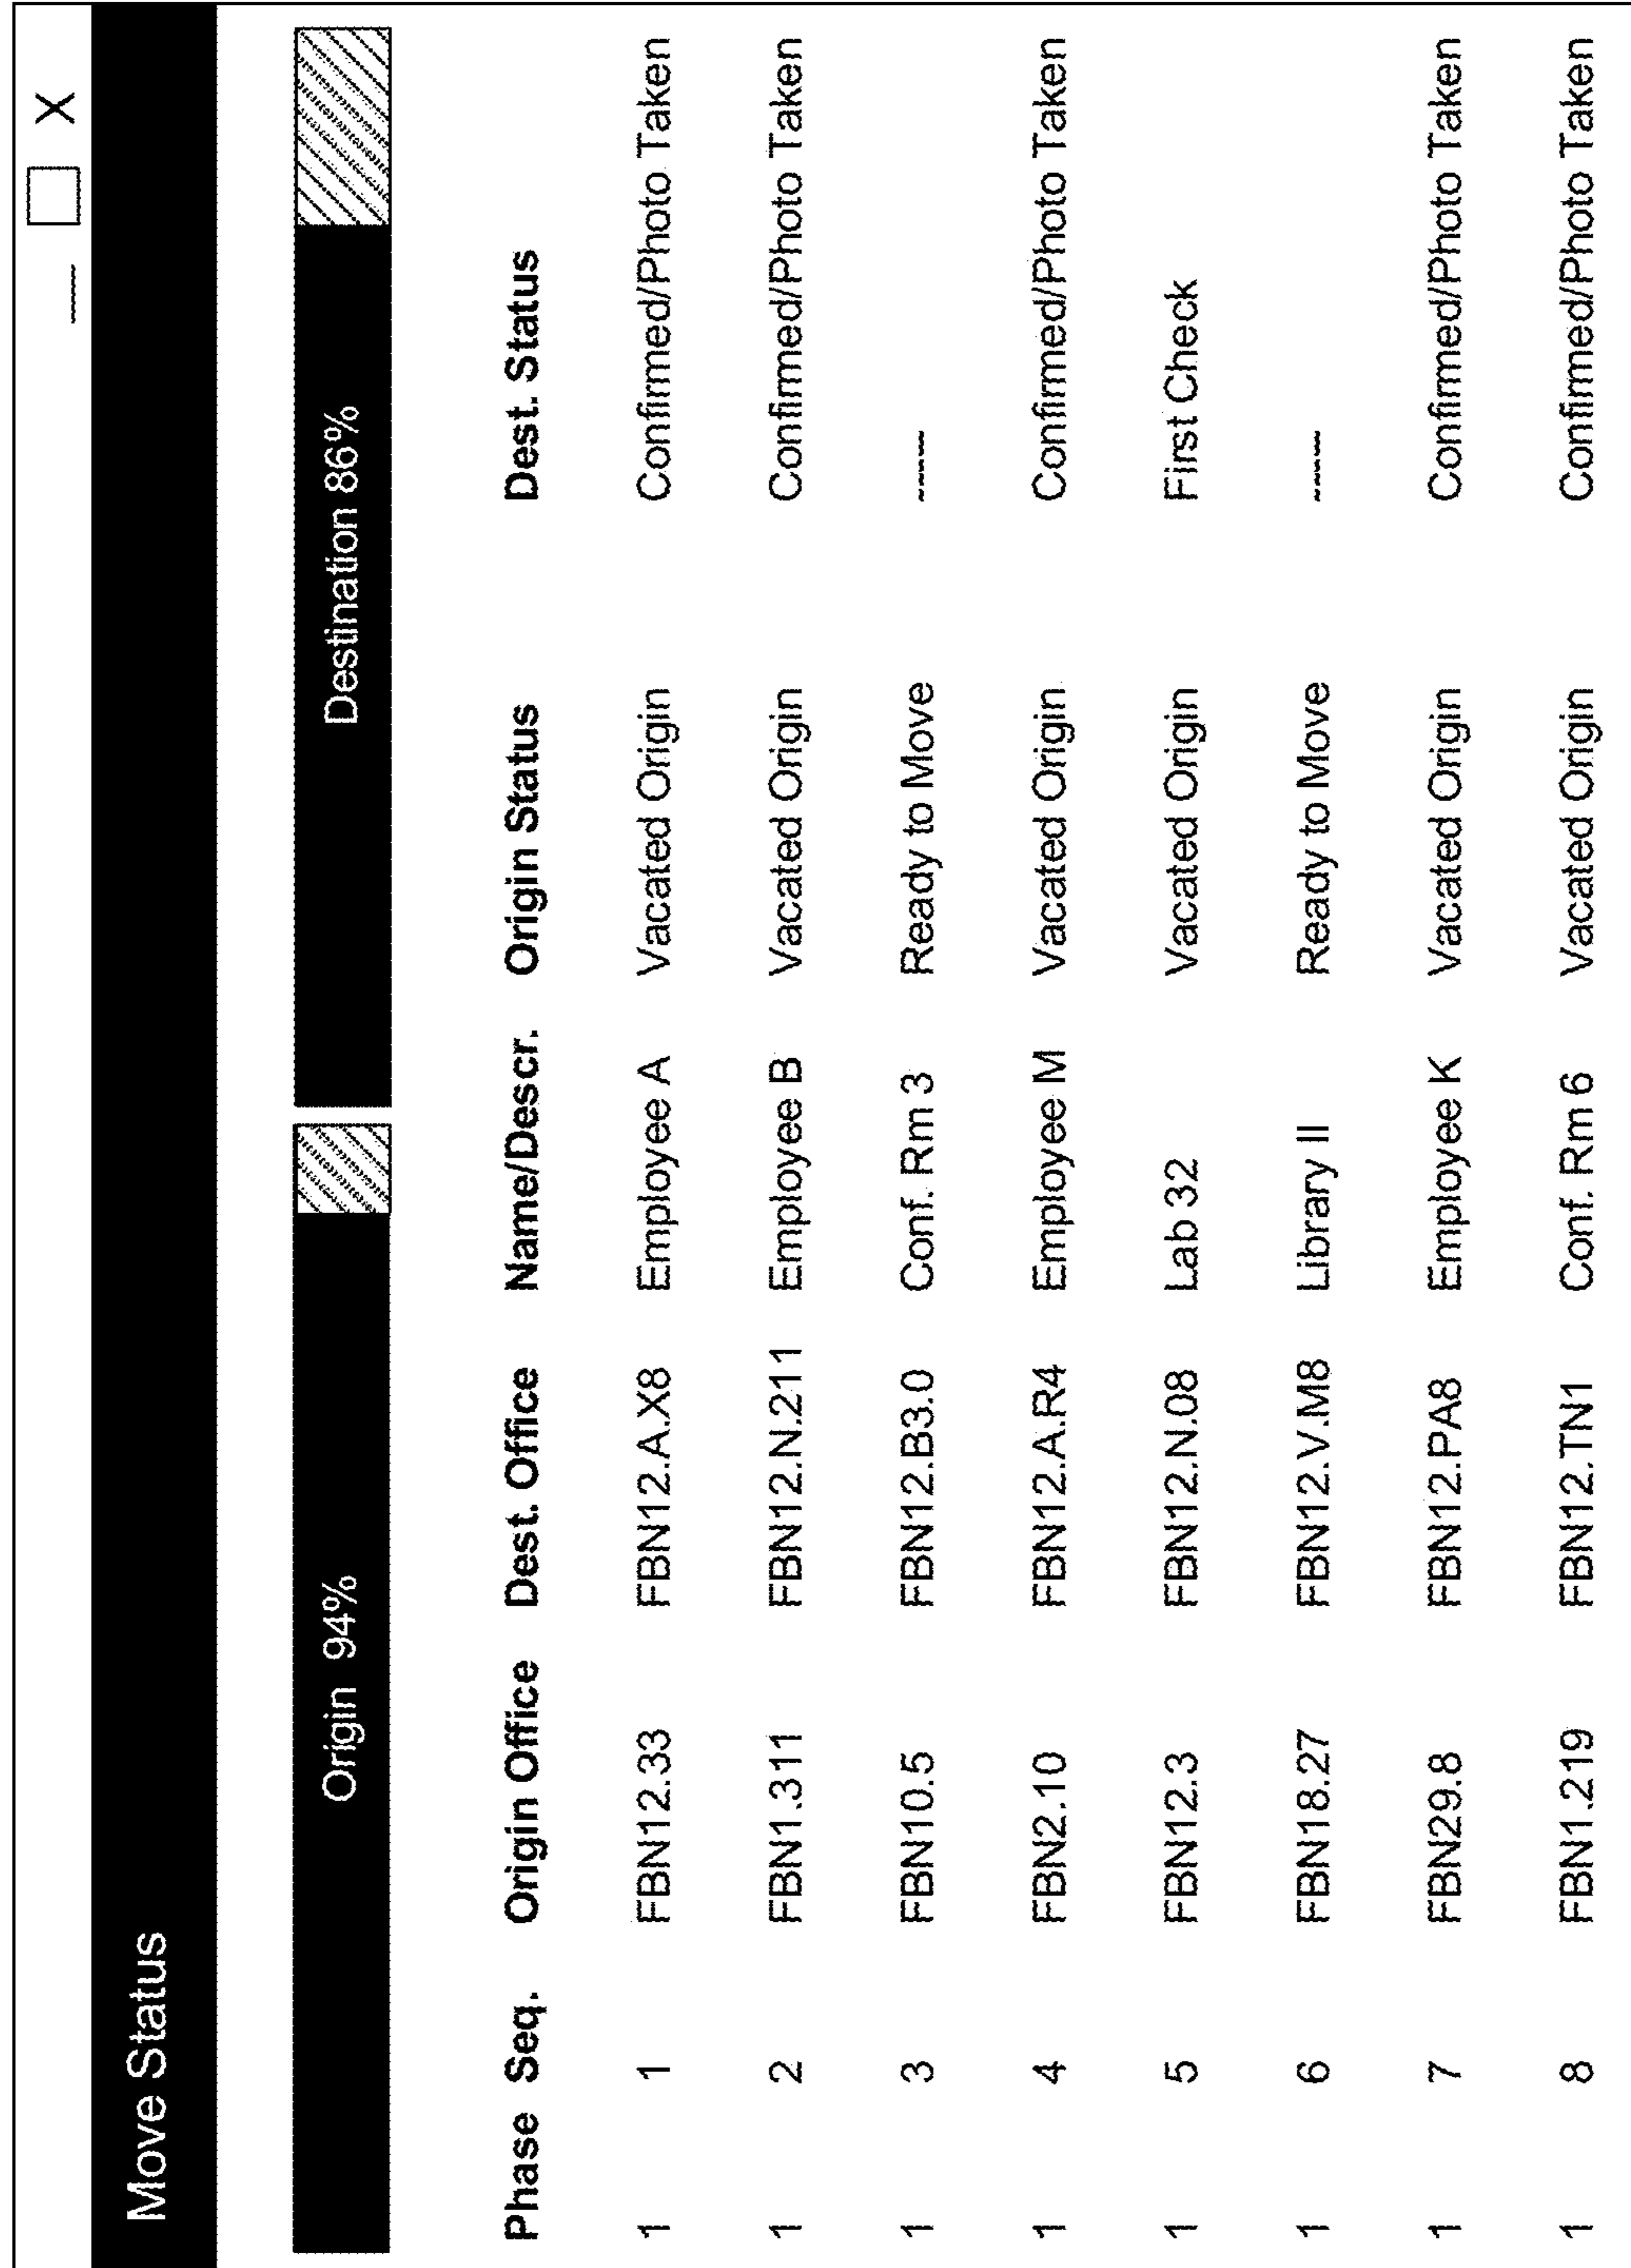 — □ X
Move Status
Origin 94% Destination 86%
Phase Seq. Origin Office Dest. Office Name/Descr. Origin Status Dest. Status
1 1 FBN12.33 FBN12.A.X8 Employee A Vacated Origin Confirmed/Photo Taken
1 2 FBN1.311 FBN12.N.211 Employee B Vacated Origin Confirmed/Photo Taken
1 3 FBN10.5 FBN12.B3.0 Conf. Rm 3 Ready to Move ----
1 4 FBN2.10 FBN12.A.R4 Employee M Vacated Origin Confirmed/Photo Taken
1 5 FBN12.3 FBN12.N.08 Lab 32 Vacated Origin First Check
1 6 FBN18.27 FBN12.V.M8 Library II Ready to Move ----
1 7 FBN29.8 FBN12.PA8 Employee K Vacated Origin Confirmed/Photo Taken
1 8 FBN1.219 FBN12.TN1 Conf. Rm 6 Vacated Origin Confirmed/Photo Taken